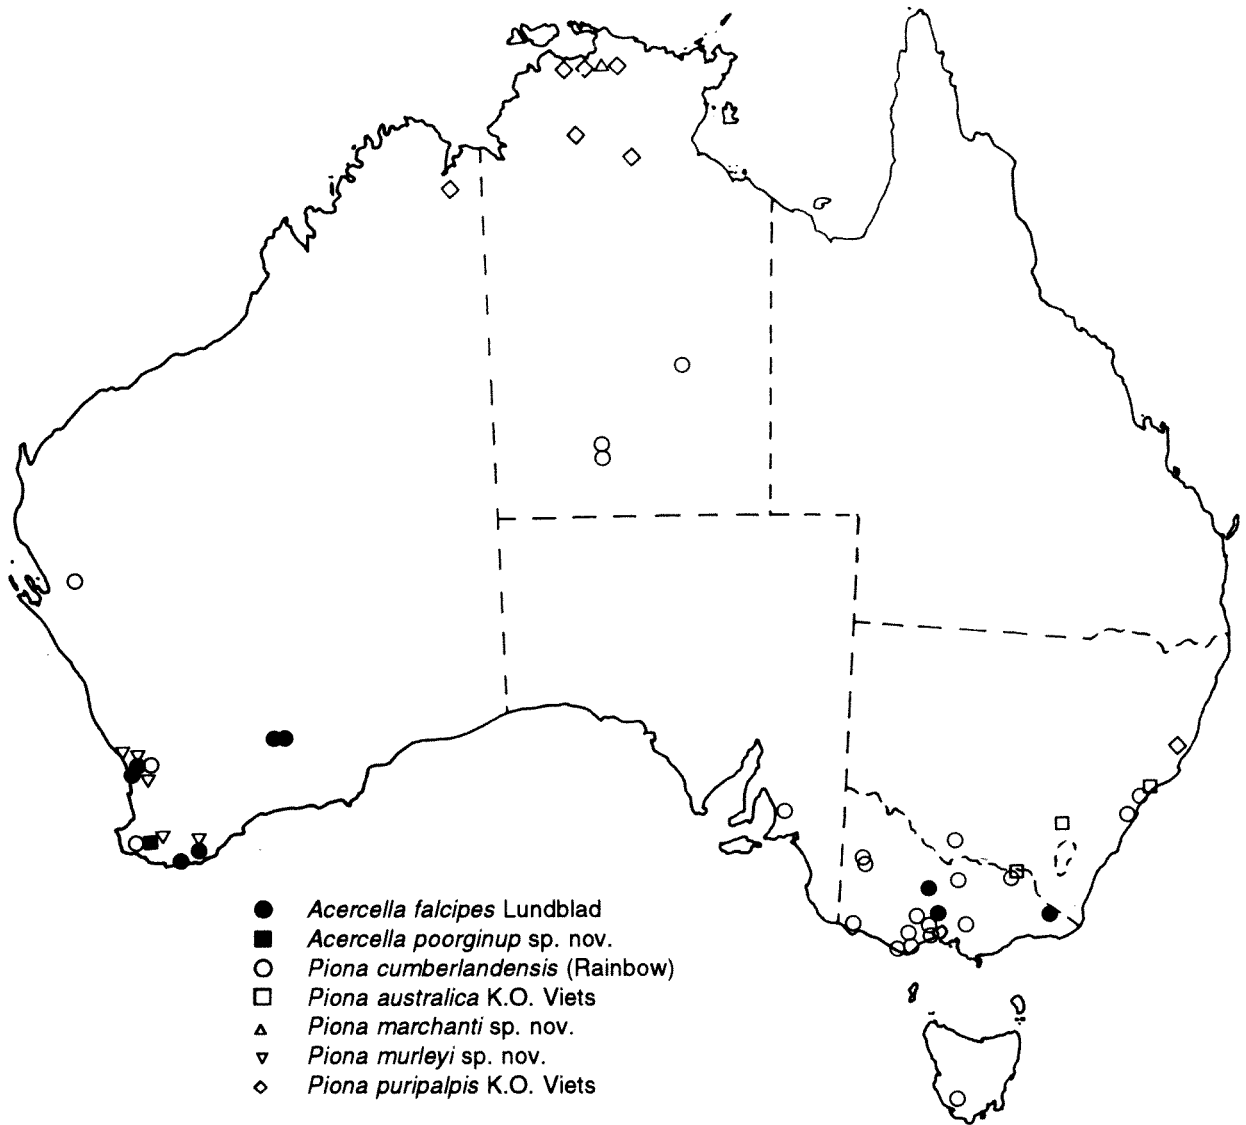 Acercella falcipes Lundblad
Acercella poorginup sp. nov.
Piona cumberlandensis (Rainbow)
Piona australica K.O. Viets
Piona marchanti sp. nov.
Piona murleyi sp. nov.
Piona puripalpis K.O. Viets